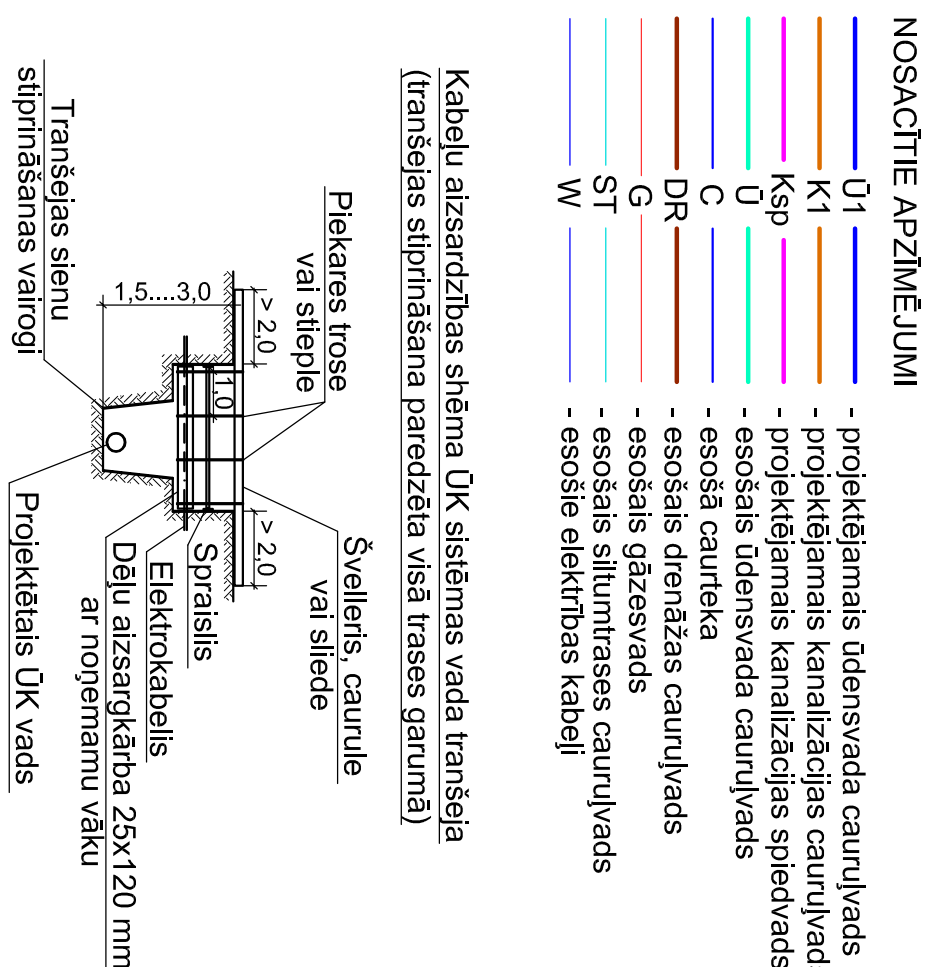 NOSACĪTIE APZĪMĒJUMI
Ū1 - projektējamais ūdensvada cauruļvads
K1 - projektējamais kanalizācijas cauruļvads
Ksp - projektējamais kanalizācijas spiedvads
Ū - esošais ūdensvada cauruļvads
C - esošā caurteka
DR - esošais drenāžas cauruļvads
G - esošais gāzesvads
ST - esošais siltumtrases cauruļvads
W - esošie elektrības kabeļi
Kabeļu aizsardzības shēma ŪK sistēmas vada tranšeja
(tranšejas stiprināšana paredzēta visā trases garumā)
Piekares trose
vai stieple
Švelleris, caurule
vai sliede
> 2,0
> 2,0
1,0
1,5....3,0
Spraislis
Elektrokabelis
Dēļu aizsargkārba 25x120 mm
ar noņemamu vāku
Tranšejas sienu
stiprināšanas vairogi
Projektētais ŪK vads